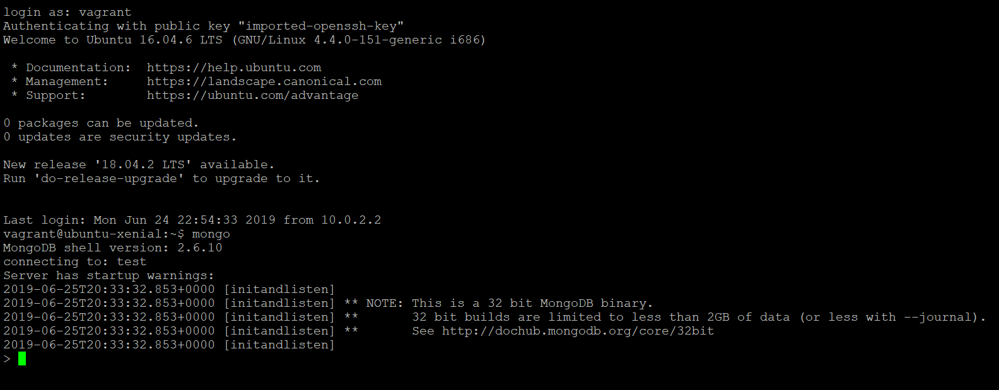 login as: vagrant
Authenticating with public key "imported-openssh-key"
Welcome to Ubuntu 16.04.6 LTS (GNU/Linux 4.4.0-151-generic i686)
* Documentation:  https://help.ubuntu.com
* Management:     https://landscape.canonical.com
* Support:        https://ubuntu.com/advantage
0 packages can be updated.
0 updates are security updates.
New release '18.04.2 LTS' available.
Run 'do-release-upgrade' to upgrade to it.
Last login: Mon Jun 24 22:54:33 2019 from 10.0.2.2
vagrant@ubuntu-xenial:~$ mongo
MongoDB shell version: 2.6.10
connecting to: test
Server has startup warnings:
2019-06-25T20:33:32.853+0000 [initandlisten]
2019-06-25T20:33:32.853+0000 [initandlisten] ** NOTE: This is a 32 bit MongoDB binary.
2019-06-25T20:33:32.853+0000 [initandlisten] **       32 bit builds are limited to less than 2GB of data (or less with --journal).
2019-06-25T20:33:32.853+0000 [initandlisten] **       See http://dochub.mongodb.org/core/32bit
2019-06-25T20:33:32.853+0000 [initandlisten]
>